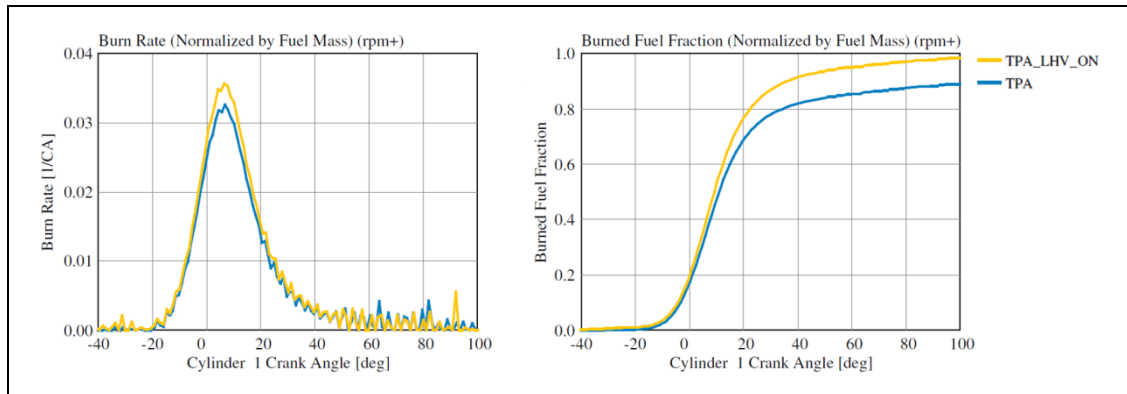 Burn Rate (Normalized by Fuel Mass) (rpm+)
0.04
0.03
0.02
0.01
0.00
Burn Rate [1/CA]
-40 -20 0 20 40 60 80 100
Cylinder 1 Crank Angle [deg]
Burned Fuel Fraction (Normalized by Fuel Mass) (rpm+)
1.0
0.8
0.6
0.4
0.2
0.0
Burned Fuel Fraction
-40 -20 0 20 40 60 80 100
Cylinder 1 Crank Angle [deg]
TPA_LHV_ON
TPA